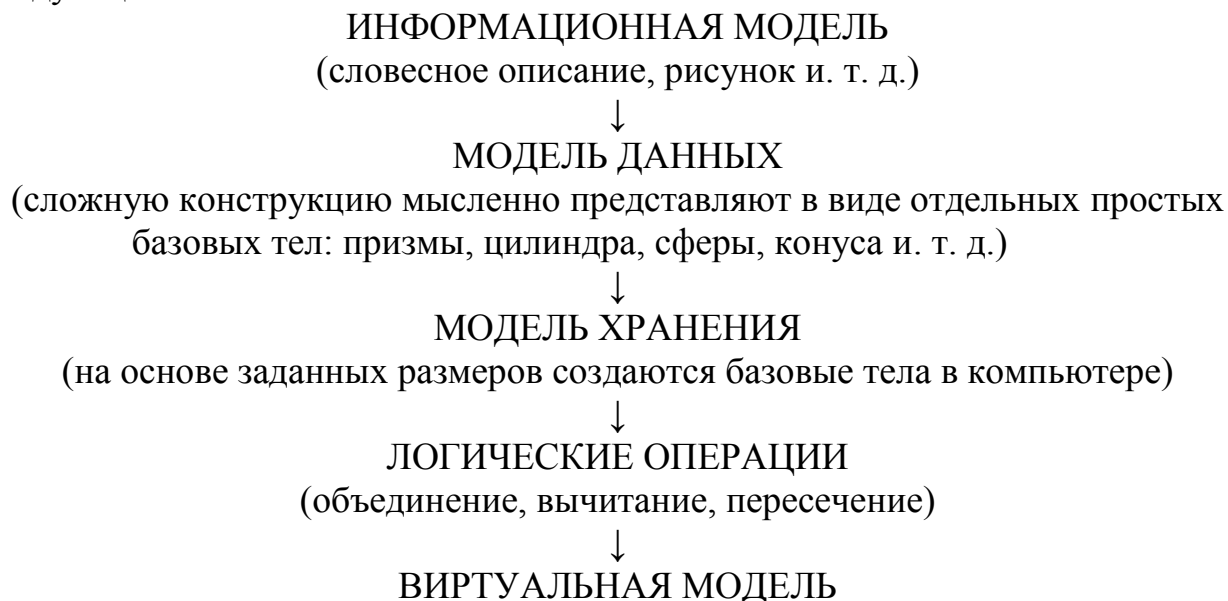 ИНФОРМАЦИОННАЯ МОДЕЛЬ
(словесное описание, рисунок и. т. д.)
↓
МОДЕЛЬ ДАННЫХ
(сложную конструкцию мысленно представляют в виде отдельных простых
базовых тел: призмы, цилиндра, сферы, конуса и. т. д.)
↓
МОДЕЛЬ ХРАНЕНИЯ
(на основе заданных размеров создаются базовые тела в компьютере)
↓
ЛОГИЧЕСКИЕ ОПЕРАЦИИ
(объединение, вычитание, пересечение)
↓
ВИРТУАЛЬНАЯ МОДЕЛЬ